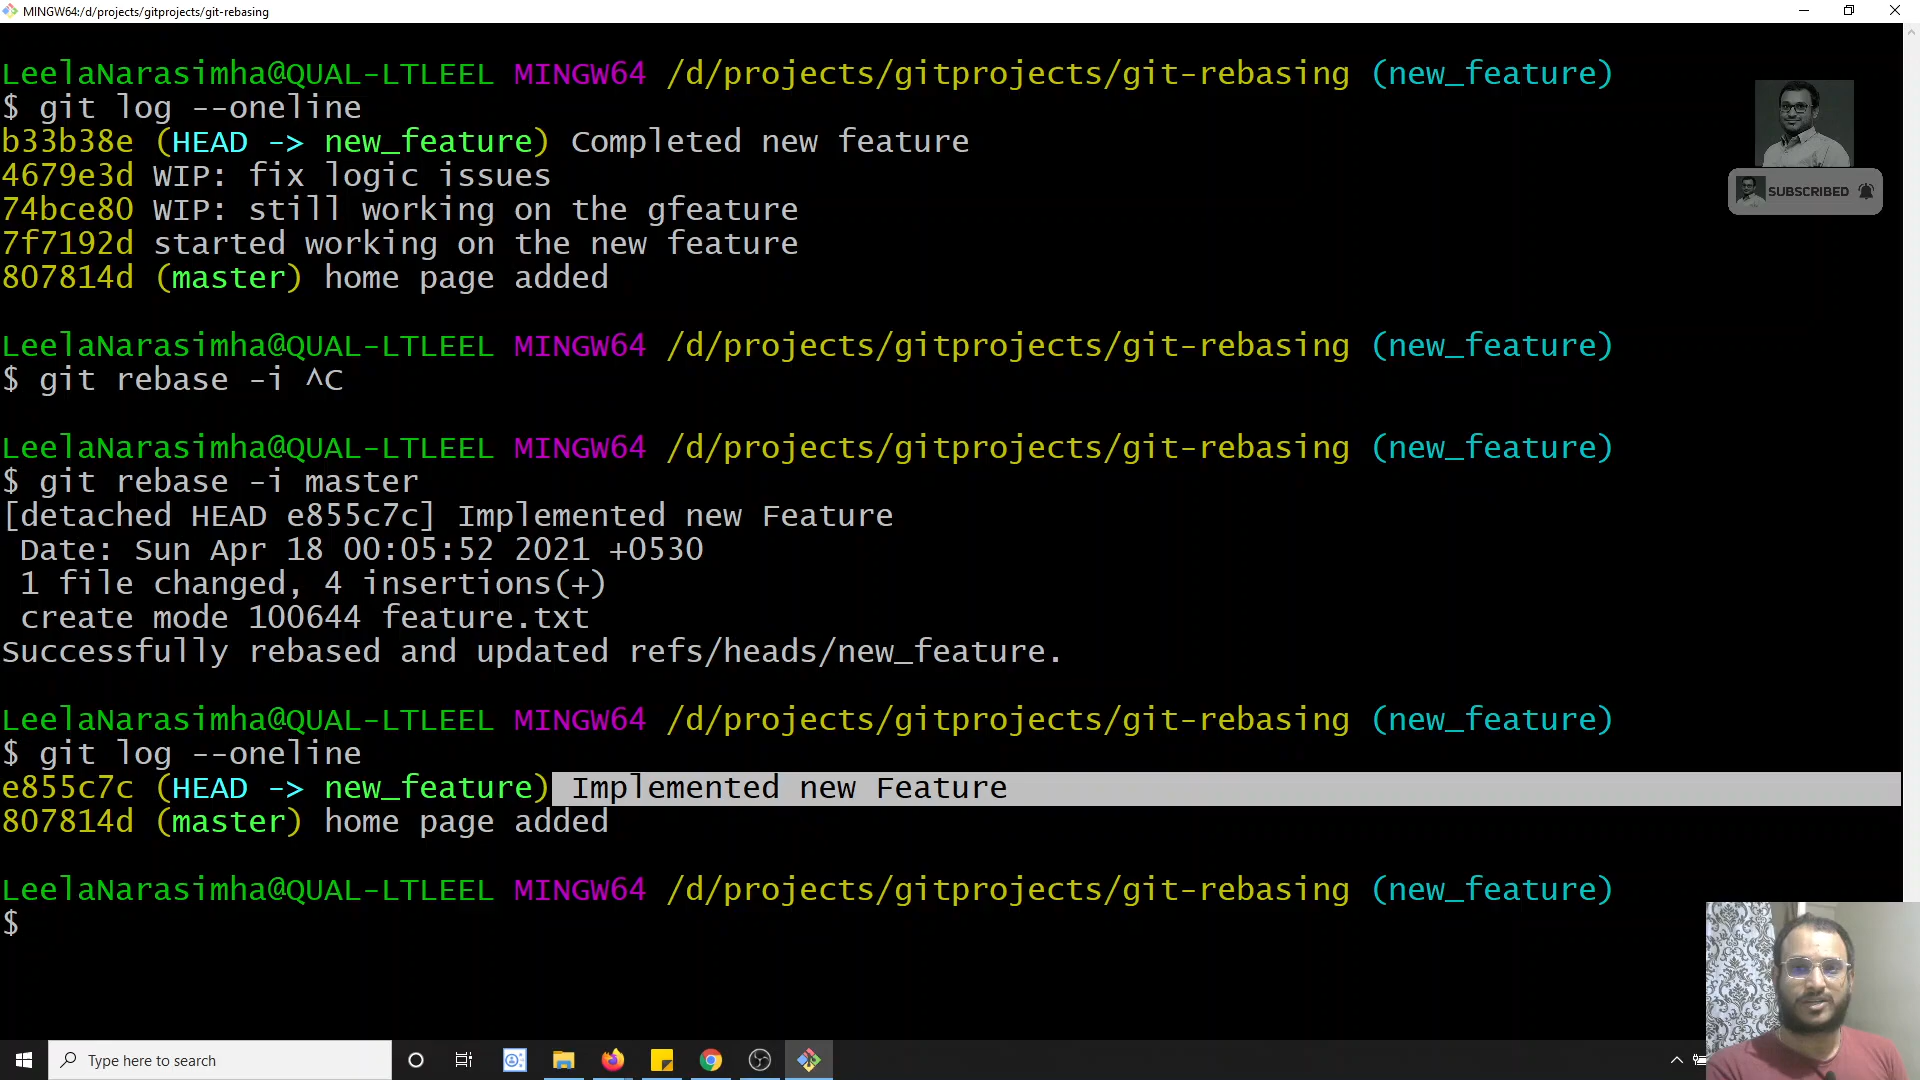 MINGW64:/d/projects/gitprojects/git-rebasing
LeelaNarasimha@QUAL-LTLEEL MINGW64 /d/projects/gitprojects/git-rebasing (new_feature)
$ git log --oneline
b33b38e (HEAD -> new_feature) Completed new feature
4679e3d WIP: fix logic issues
74bce80 WIP: still working on the gfeature
7f7192d started working on the new feature
807814d (master) home page added
SUBSCRIBED
LeelaNarasimha@QUAL-LTLEEL MINGW64 /d/projects/gitprojects/git-rebasing (new_feature)
$ git rebase -i ^C
LeelaNarasimha@QUAL-LTLEEL MINGW64 /d/projects/gitprojects/git-rebasing (new_feature)
$ git rebase -i master
[detached HEAD e855c7c] Implemented new Feature
Date: Sun Apr 18 00:05:52 2021 +0530
1 file changed, 4 insertions(+)
create mode 100644 feature.txt
Successfully rebased and updated refs/heads/new_feature.
LeelaNarasimha@QUAL-LTLEEL MINGW64 /d/projects/gitprojects/git-rebasing (new_feature)
$ git log --oneline
e855c7c (HEAD -> new_feature) Implemented new Feature
807814d (master) home page added
LeelaNarasimha@QUAL-LTLEEL MINGW64 /d/projects/gitprojects/git-rebasing (new_feature)
$
Type here to search